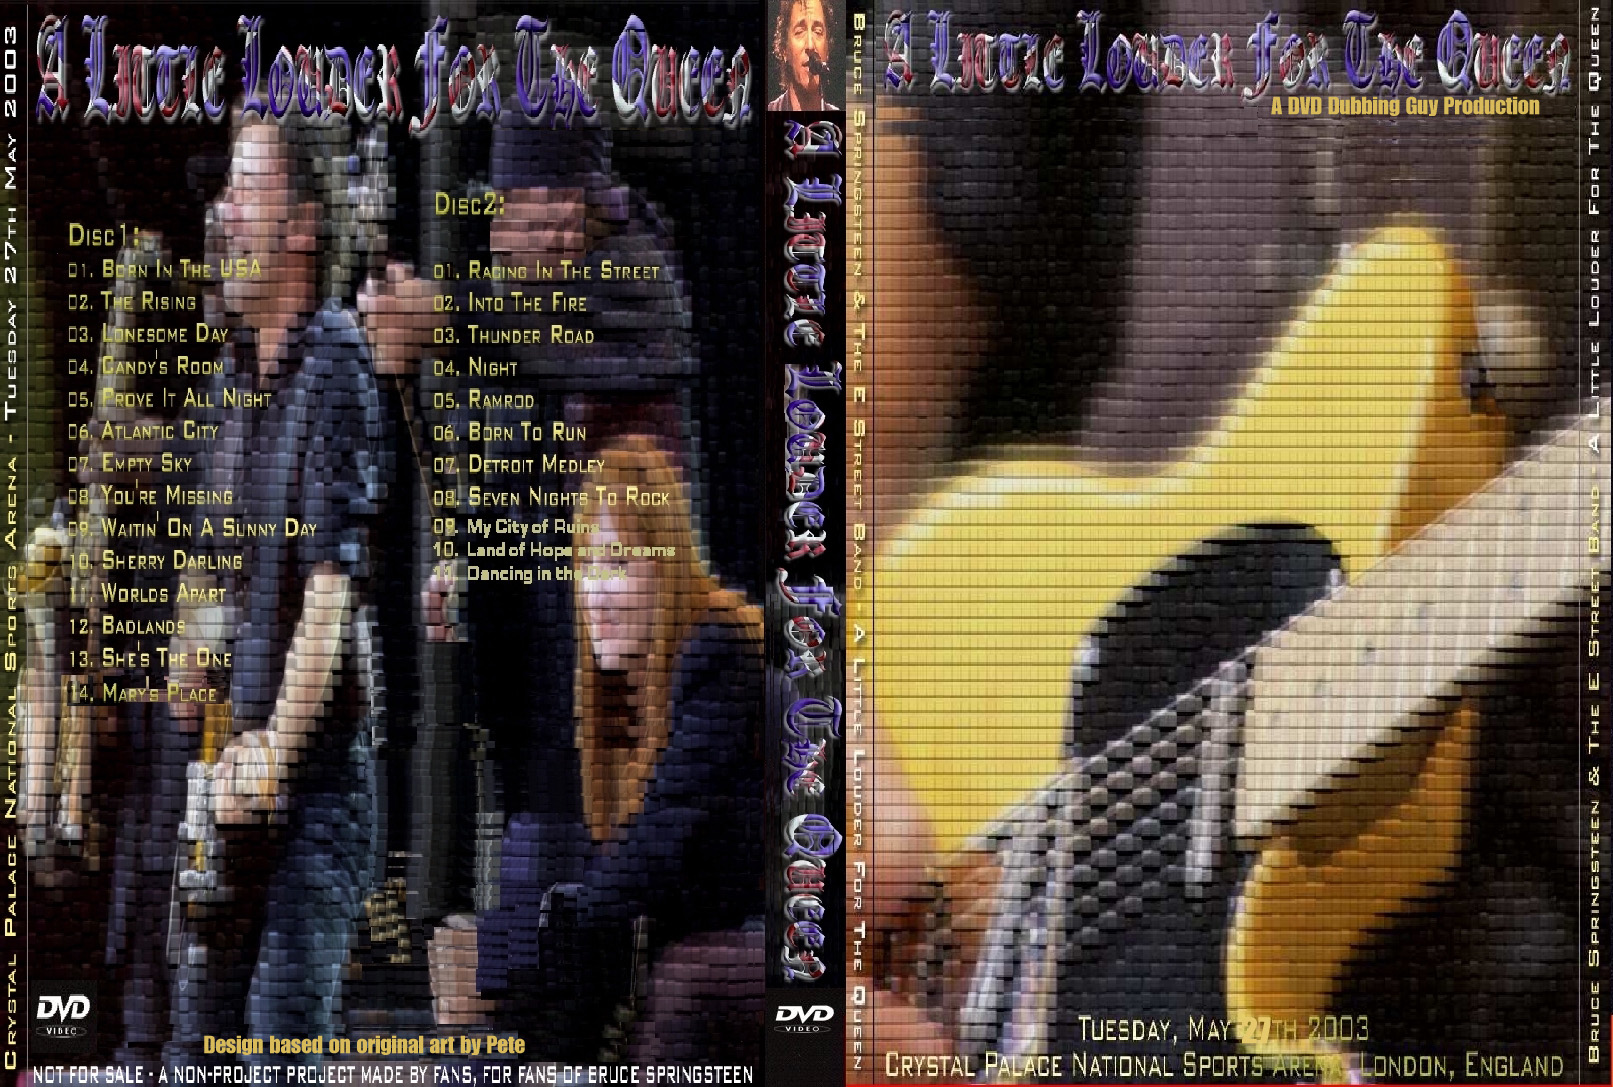 Crystal Palace National Sports Arena - Tuesday 27th May 2003
A Little Louder For The Queen
Disc1:
01. Born In The USA
02. The Rising
03. Lonesome Day
04. Candy's Room
05. Prove It All Night
06. Atlantic City
07. Empty Sky
08. You're Missing
09. Waitin' On A Sunny Day
10. Sherry Darling
11. Worlds Apart
12. Badlands
13. She's The One
14. Mary's Place
Disc2:
01. Racing In The Street
02. Into The Fire
03. Thunder Road
04. Night
05. Ramrod
06. Born To Run
07. Detroit Medley
08. Seven Nights To Rock
09. My City of Ruins
10. Land of Hope and Dreams
11. Dancing in the Dark
DVD
VIDEO
Design based on original art by Pete
NOT FOR SALE - A NON-PROJECT PROJECT MADE BY FANS, FOR FANS OF BRUCE SPRINGSTEEN
A Little Louder For The Queen
DVD
VIDEO
Bruce Springsteen & The E Street Band - A Little Louder For The Queen
A Little Louder For The Queen
A DVD Dubbing Guy Production
Tuesday, May 27th 2003
Crystal Palace National Sports Arena, London, England
Bruce Springsteen & The E Street Band - A Little Louder For The Queen